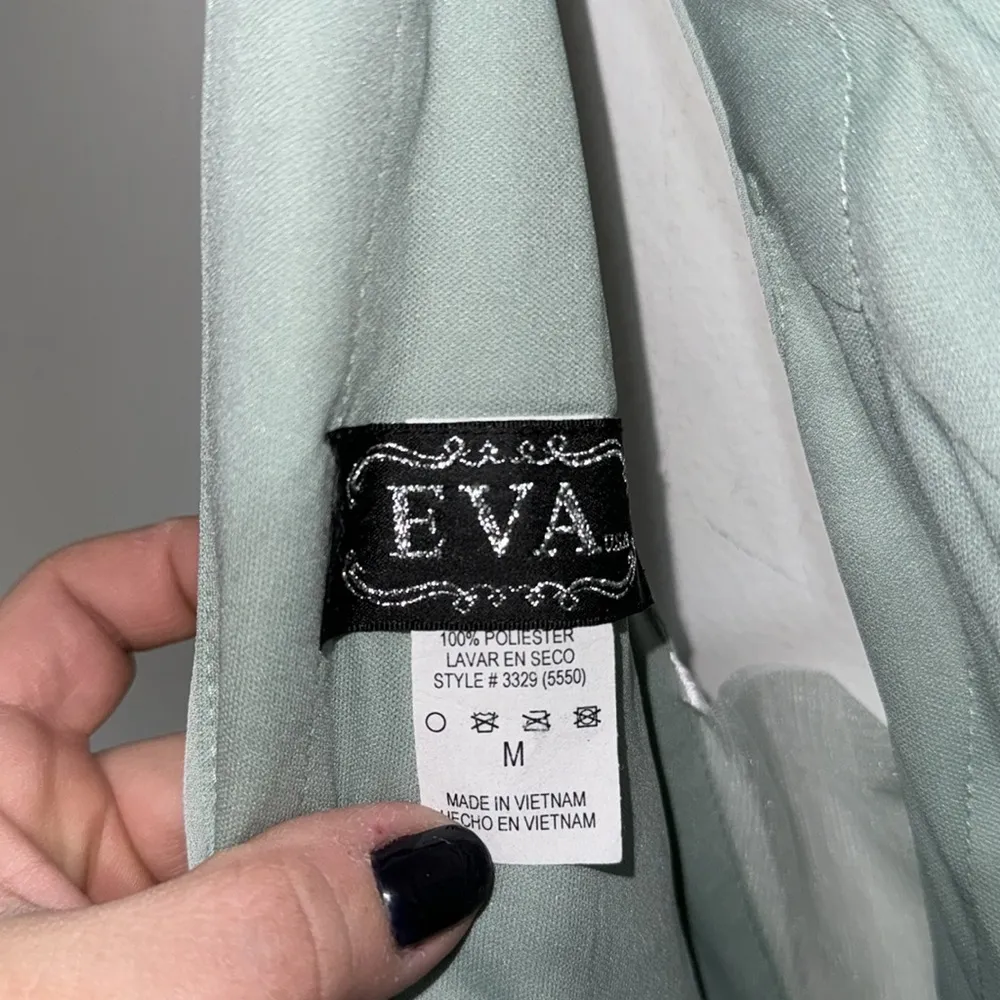 EVA U.S.A
100% POLIESTER
LAVAR EN SECO
STYLE # 3329 (5550)
M
MADE IN VIETNAM
HECHO EN VIETNAM